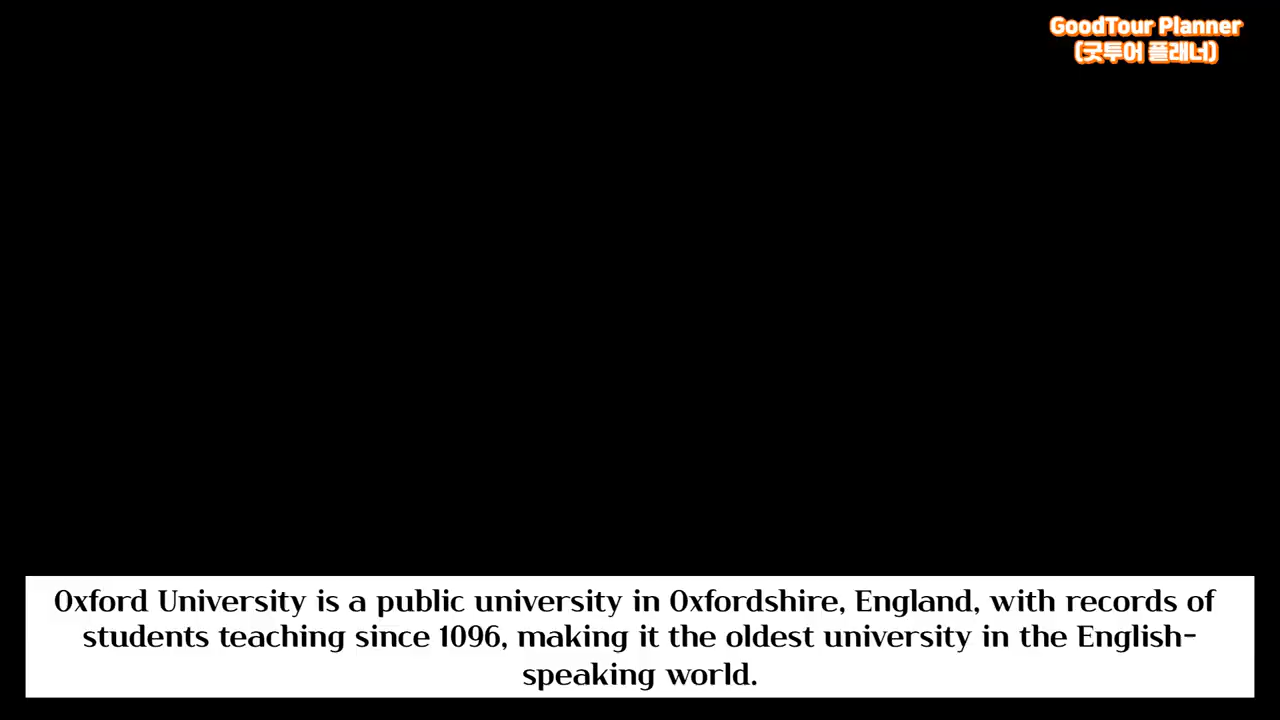 GoodTour Planner
(굿투어 플래너)
Oxford University is a public university in Oxfordshire, England, with records of
students teaching since 1096, making it the oldest university in the English-
speaking world.